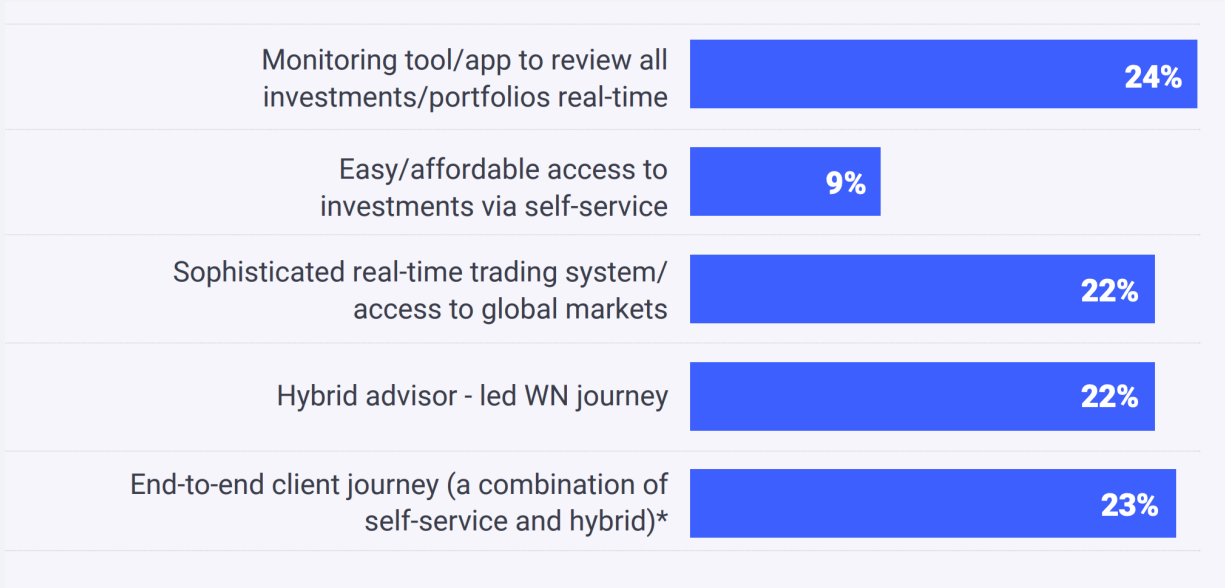 Monitoring tool/app to review all
investments/portfolios real-time
24%
Easy/affordable access to
investments via self-service
9%
Sophisticated real-time trading system/
access to global markets
22%
Hybrid advisor - led WN journey
22%
End-to-end client journey (a combination of
self-service and hybrid)*
23%